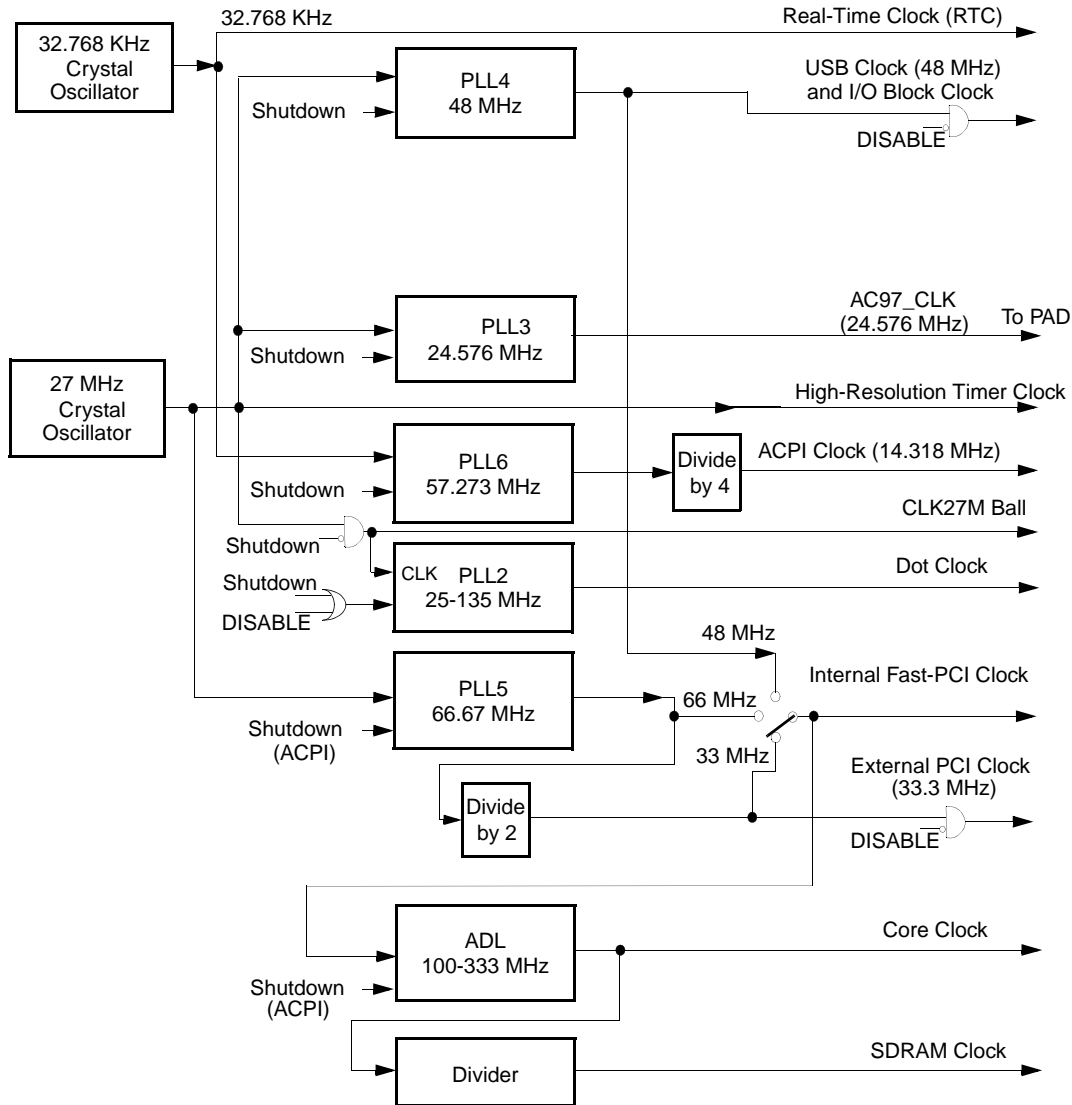 32.768 KHz
Real-Time Clock (RTC)
32.768 KHz
Crystal
Oscillator
PLL4
48 MHz
Shutdown
USB Clock (48 MHz)
and I/O Block Clock
DISABLE
PLL3
24.576 MHz
Shutdown
AC97_CLK
(24.576 MHz)
To PAD
27 MHz
Crystal
Oscillator
High-Resolution Timer Clock
PLL6
57.273 MHz
Shutdown
Divide
by 4
ACPI Clock (14.318 MHz)
CLK27M Ball
Shutdown
CLK
PLL2
25-135 MHz
Shutdown
DISABLE
Dot Clock
48 MHz
PLL5
66.67 MHz
Shutdown
(ACPI)
66 MHz
Internal Fast-PCI Clock
33 MHz
Divide
by 2
External PCI Clock
(33.3 MHz)
DISABLE
ADL
100-333 MHz
Shutdown
(ACPI)
Core Clock
Divider
SDRAM Clock